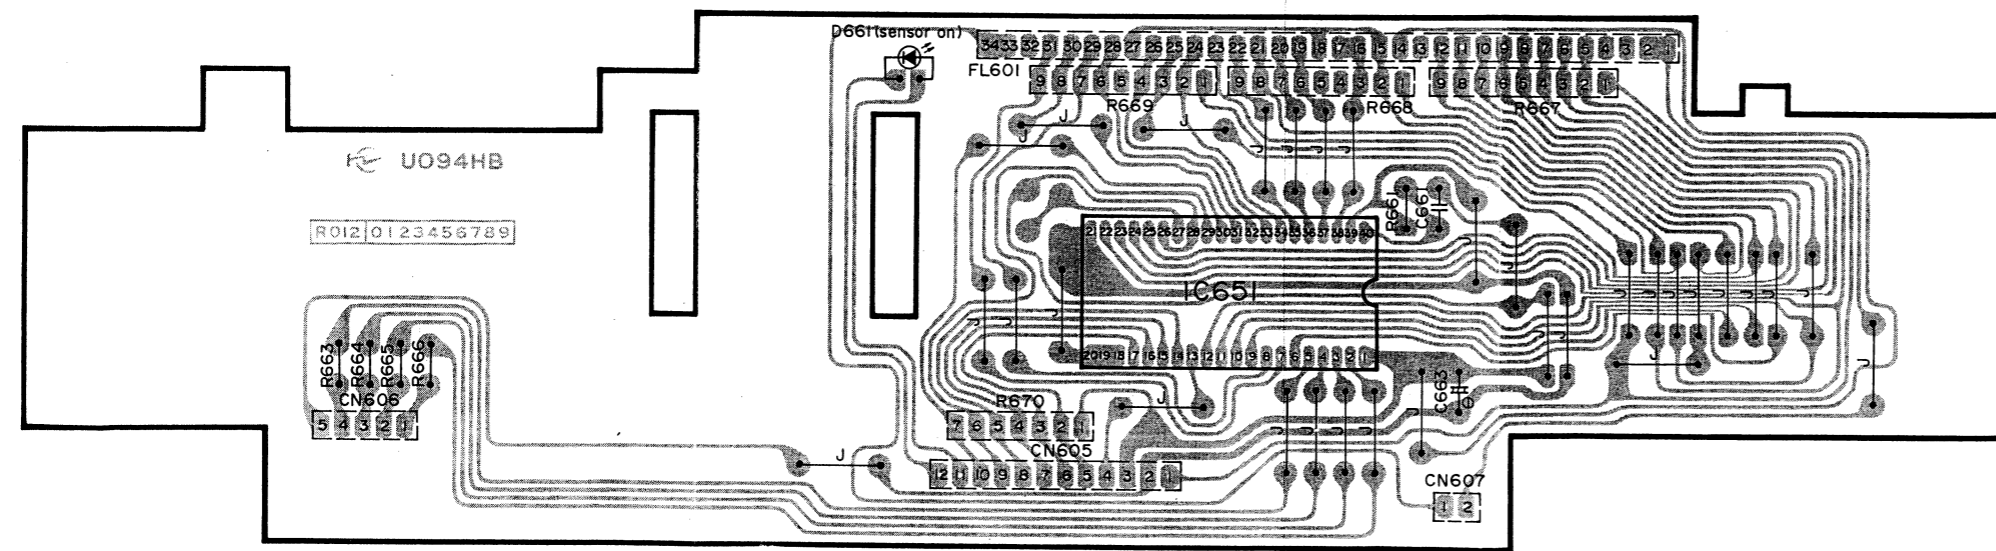 D661(sensor on)
34 33 32 31 30 29 28 27 26 25 24 23 22 21 20 19 18 17 16 15 14 13 12 11 10 9 8 7 6 5 4 3 2 1
FL601
9 8 7 6 5 4 3 2 1
9 8 7 6 5 4 3 2 1
9 8 7 6 5 4 3 2 1
R669
R668
R667
J
J
J
J
J
J
J
U094HB
R012 0123456789
R661
C661
21 22 23 24 25 26 27 28 29 30 31 32 33 34 35 36 37 38 39 40
J
J
IC651
J
J
J
J
J
J
J
J
J
J
J
J
J
J
20 19 18 17 16 15 14 13 12 11 10 9 8 7 6 5 4 3 2 1
R663
R664
R665
R666
C663
CN606
5 4 3 2 1
R670
J
7 6 5 4 3 2 1
J
J
J
J
J
CN605
J
12 11 10 9 8 7 6 5 4 3 2 1
CN607
1 2